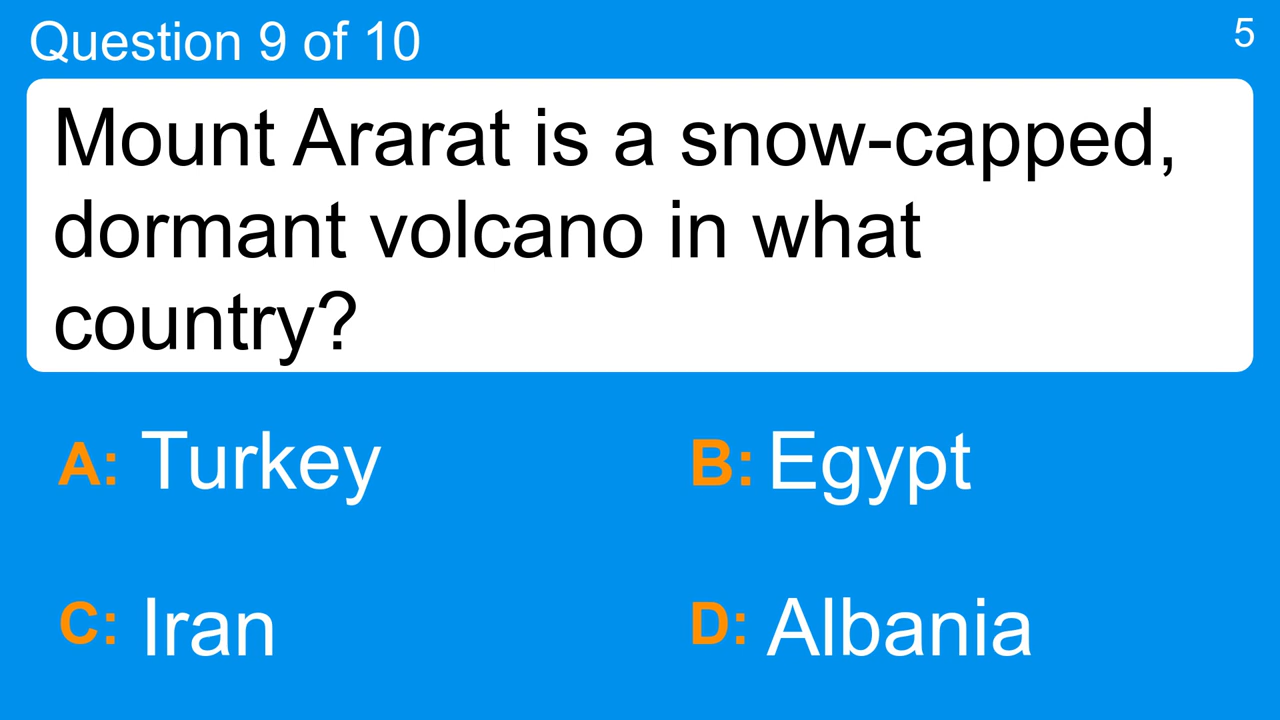 Question 9 of 10
5
Mount Ararat is a snow-capped,
dormant volcano in what
country?
A: Turkey
B: Egypt
C: Iran
D: Albania